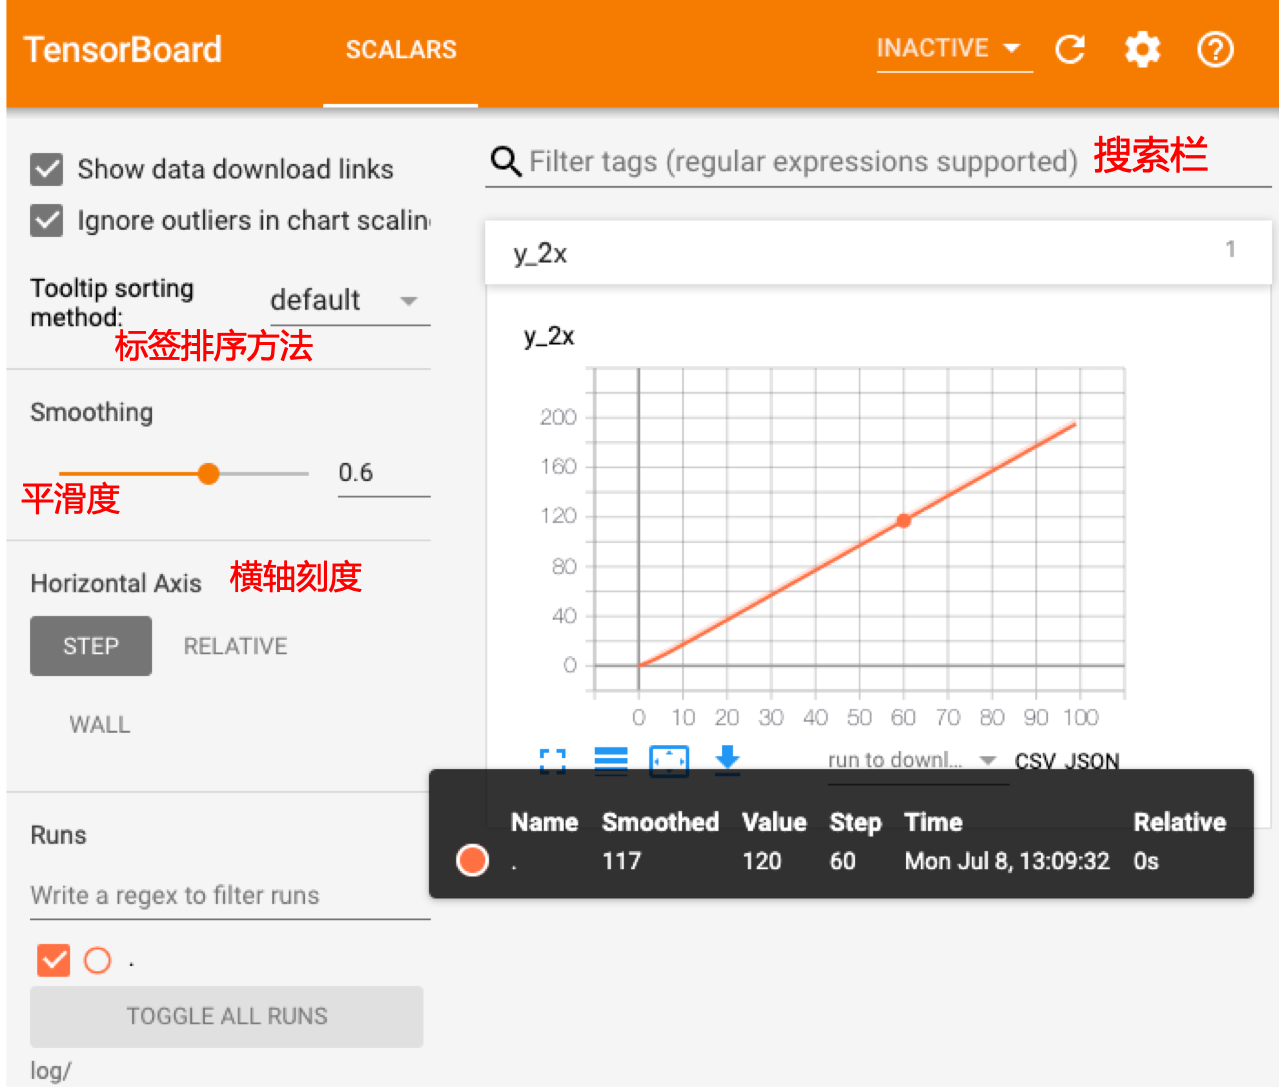 TensorBoard
SCALARS
INACTIVE
Show data download links
Ignore outliers in chart scalin
Tooltip sorting
method:
default
标签排序方法
Smoothing
0.6
平滑度
Horizontal Axis
横轴刻度
STEP
RELATIVE
WALL
Runs
Write a regex to filter runs
.
TOGGLE ALL RUNS
log/
Filter tags (regular expressions supported)
搜索栏
y_2x
1
y_2x
200
160
120
80
40
0
0 10 20 30 40 50 60 70 80 90 100
run to downl...
CSV JSON
Name Smoothed Value Step Time Relative
. 117 120 60 Mon Jul 8, 13:09:32 0s